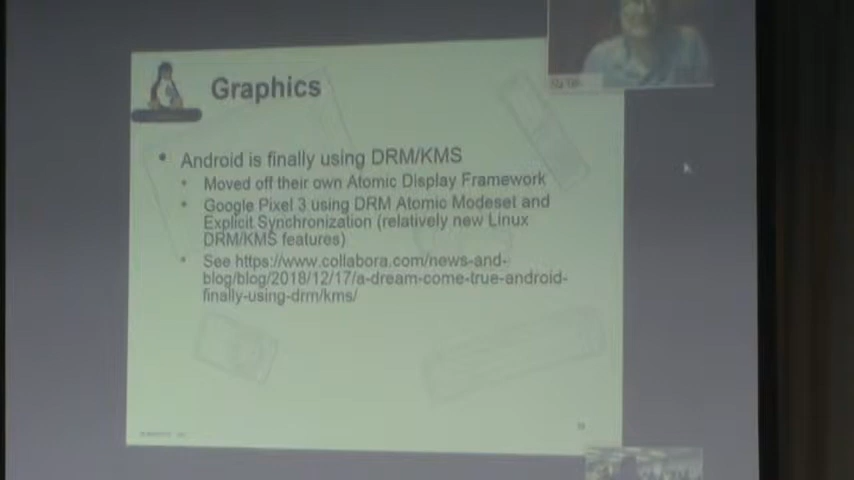 Graphics
• Android is finally using DRM/KMS
• Moved off their own Atomic Display Framework
• Google Pixel 3 using DRM Atomic Modeset and
Explicit Synchronization (relatively new Linux
DRM/KMS features)
• See https://www.collabora.com/news-and-
blog/blog/2018/12/17/a-dream-come-true-android-
finally-using-drm/kms/